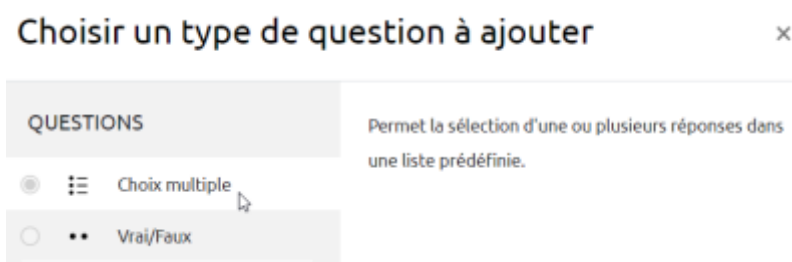 Choisir un type de question à ajouter
QUESTIONS
Choix multiple
Vrai/Faux
Permet la sélection d'une ou plusieurs réponses dans
une liste prédéfinie.